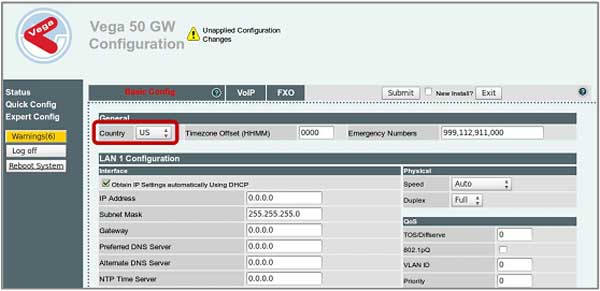 Vega
Vega 50 GW
Configuration
Unapplied Configuration
Changes
Status
Quick Config
Expert Config
Warnings(6)
Log off
Reboot System
Basic Config ? VoIP FXO Submit New Install? Exit ?
General
Country US Timezone Offset (HHMM) 0000 Emergency Numbers 999,112,911,000
LAN 1 Configuration
Interface
Obtain IP Settings automatically Using DHCP
IP Address 0.0.0.0
Subnet Mask 255.255.255.0
Gateway 0.0.0.0
Preferred DNS Server 0.0.0.0
Alternate DNS Server 0.0.0.0
NTP Time Server 0.0.0.0
Physical
Speed Auto
Duplex Full
QoS
TOS/Diffserve 0
802.1pQ
VLAN ID 0
Priority 0